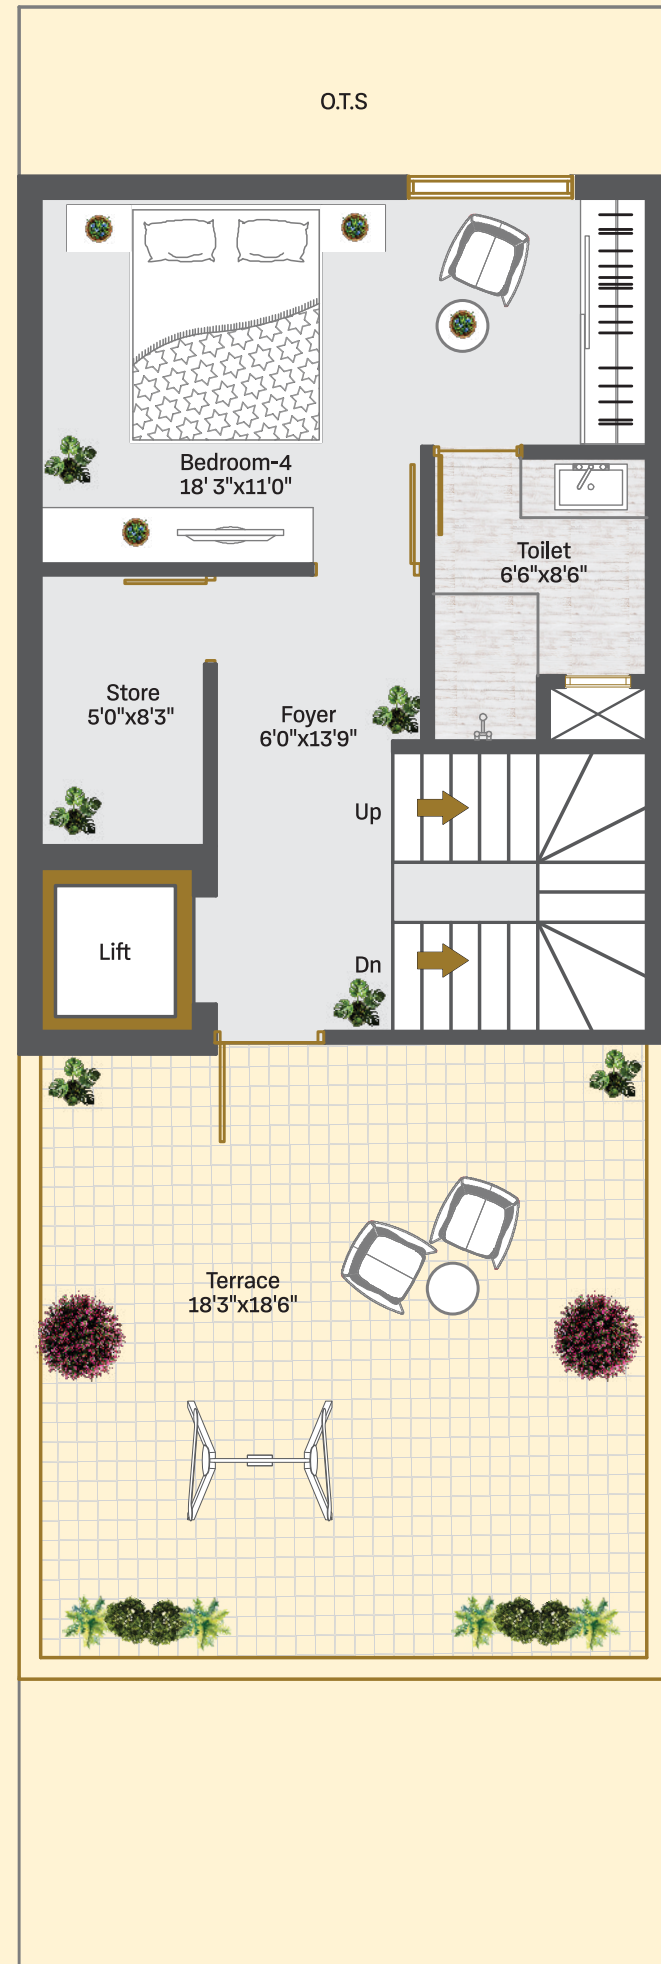 O.T.S
Bedroom-4
18' 3"x11'0"
Toilet
6'6"x8'6"
Store
5'0"x8'3"
Foyer
6'0"x13'9"
Up
Lift
Dn
Terrace
18'3"x18'6"